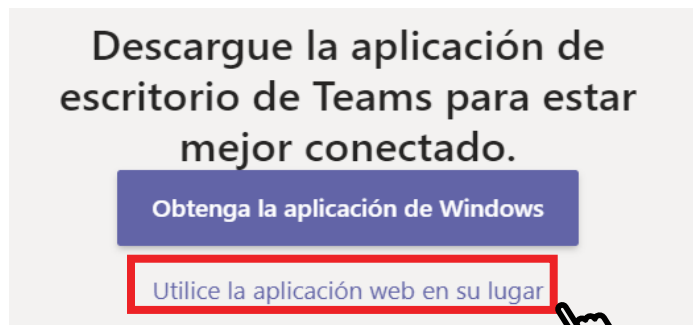 Descargue la aplicación de
escritorio de Teams para estar
mejor conectado.
Obtenga la aplicación de Windows
Utilice la aplicación web en su lugar